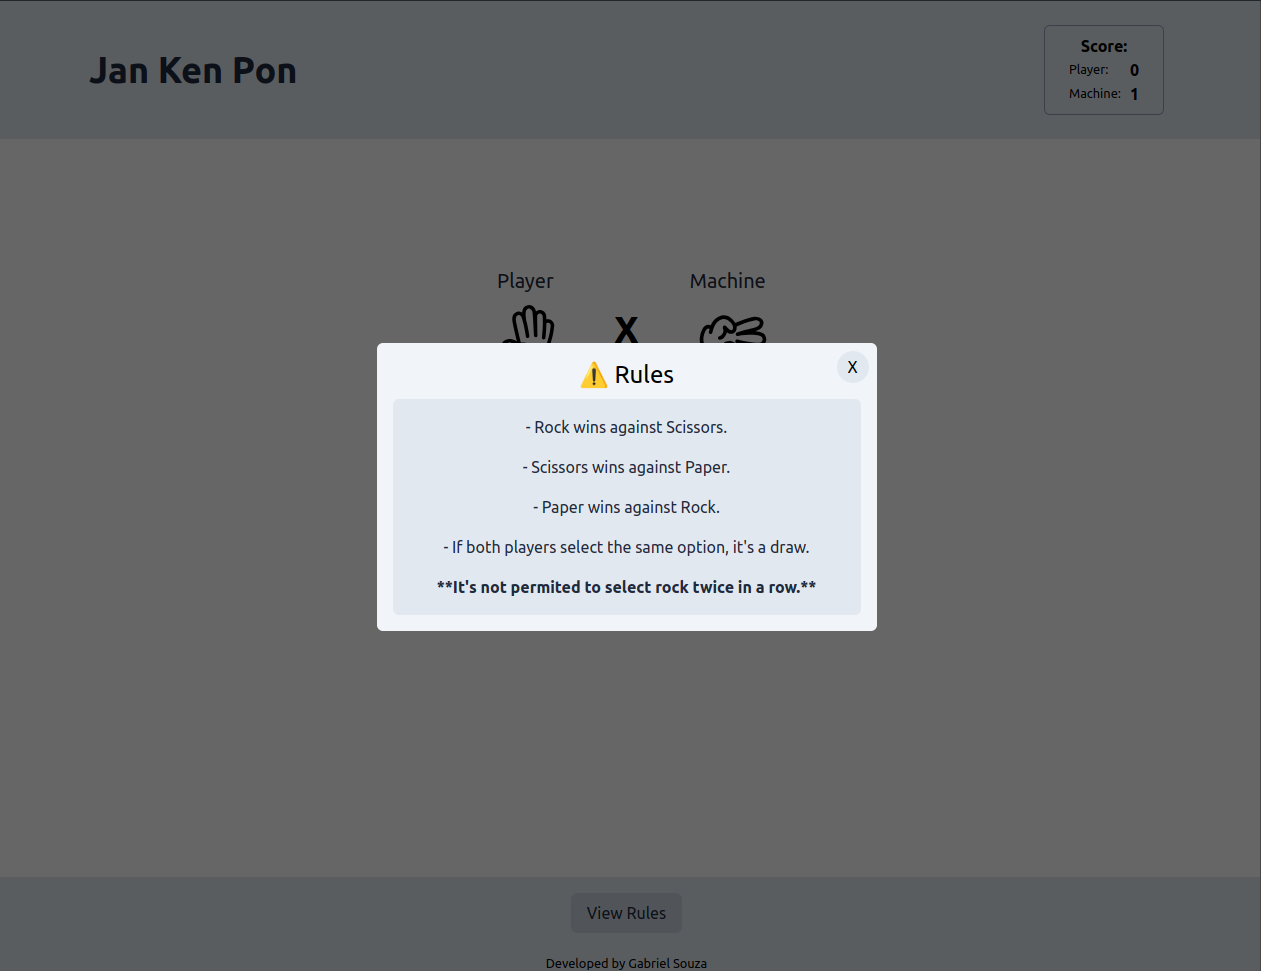 Jan Ken Pon
Score:
Player: 0
Machine: 1
Player Machine
X
⚠️ Rules
X
- Rock wins against Scissors.
- Scissors wins against Paper.
- Paper wins against Rock.
- If both players select the same option, it's a draw.
**It's not permited to select rock twice in a row.**
View Rules
Developed by Gabriel Souza